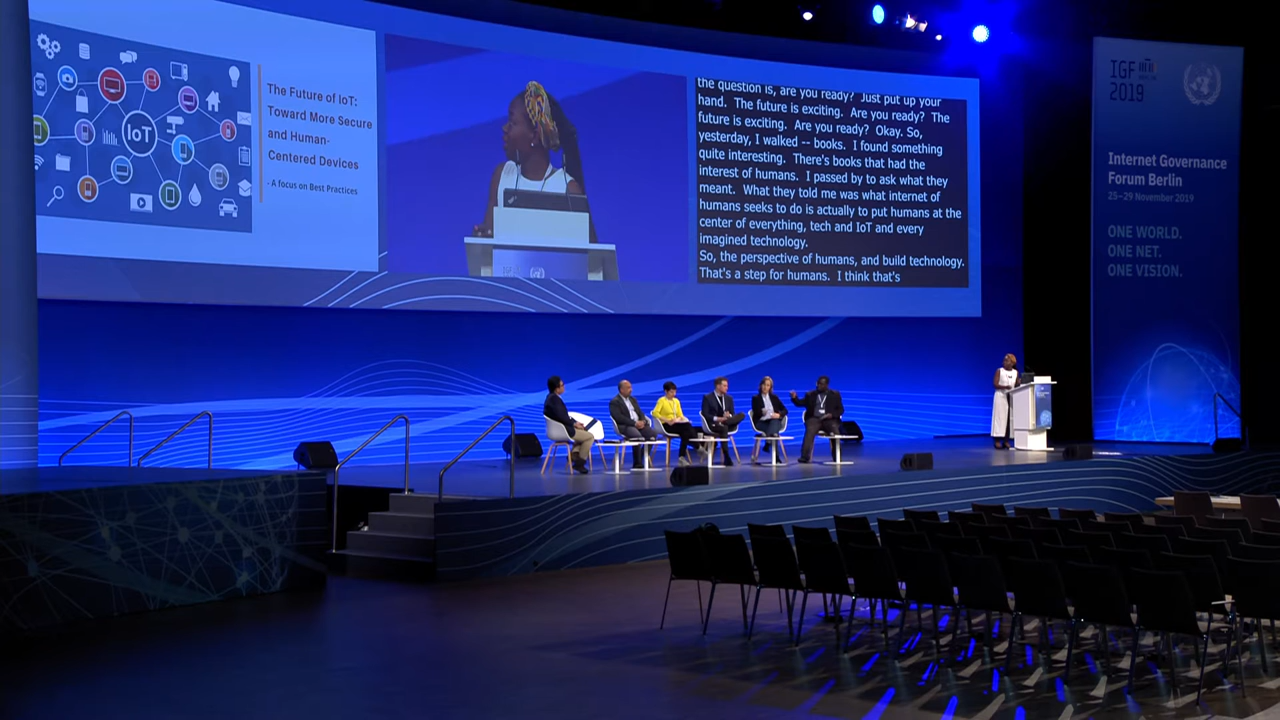 The Future of IoT:
Toward More Secure
and Human-
Centered Devices
- A focus on Best Practices
IoT
the question is, are you ready? Just put up your
hand. The future is exciting. Are you ready? The
future is exciting. Are you ready? Okay. So,
yesterday, I walked -- books. I found something
quite interesting. There's books that had the
interest of humans. I passed by to ask what they
meant. What they told me was what internet of
humans seeks to do is actually to put humans at the
center of everything, tech and IoT and every
imagined technology.
So, the perspective of humans, and build technology.
That's a step for humans. I think that's
IGF
2019
Internet Governance
Forum Berlin
25–29 November 2019
ONE WORLD.
ONE NET.
ONE VISION.